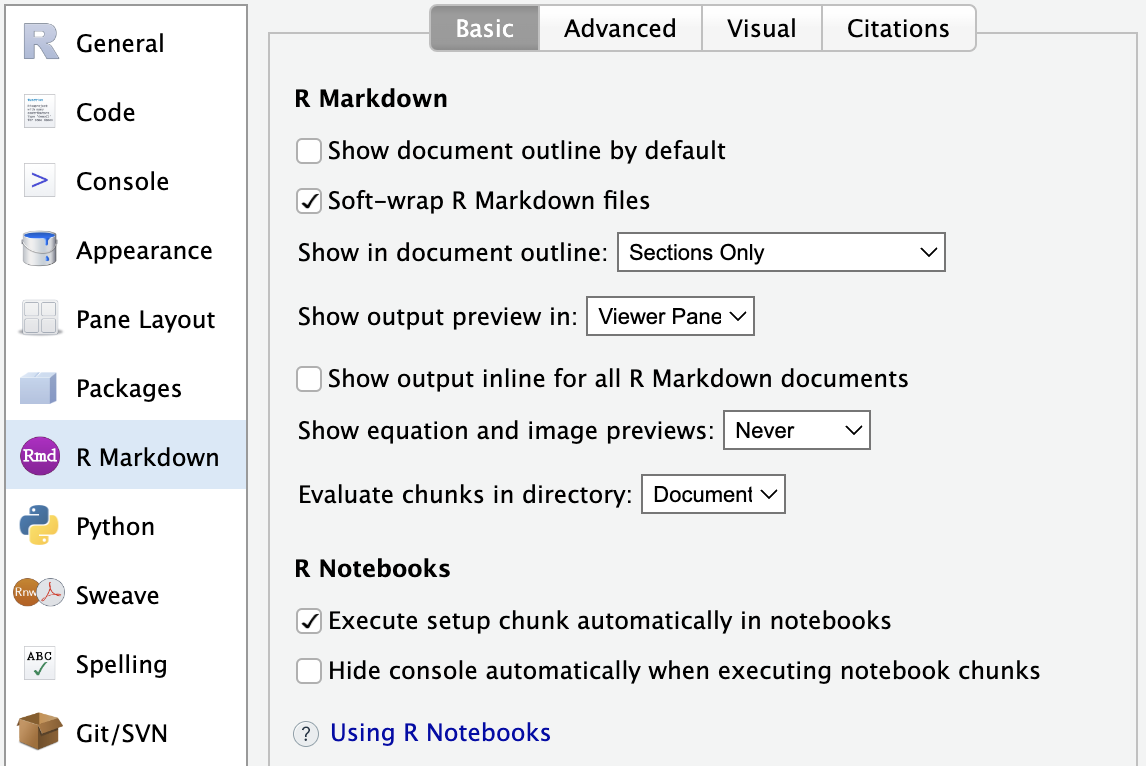 Basic Advanced Visual Citations
General
Code
> Console
Appearance
Pane Layout
Packages
Rmd R Markdown
Python
Rnw Sweave
ABC Spelling
Git/SVN
R Markdown
Show document outline by default
Soft-wrap R Markdown files
Show in document outline: Sections Only
Show output preview in: Viewer Pane
Show output inline for all R Markdown documents
Show equation and image previews: Never
Evaluate chunks in directory: Document
R Notebooks
Execute setup chunk automatically in notebooks
Hide console automatically when executing notebook chunks
? Using R Notebooks